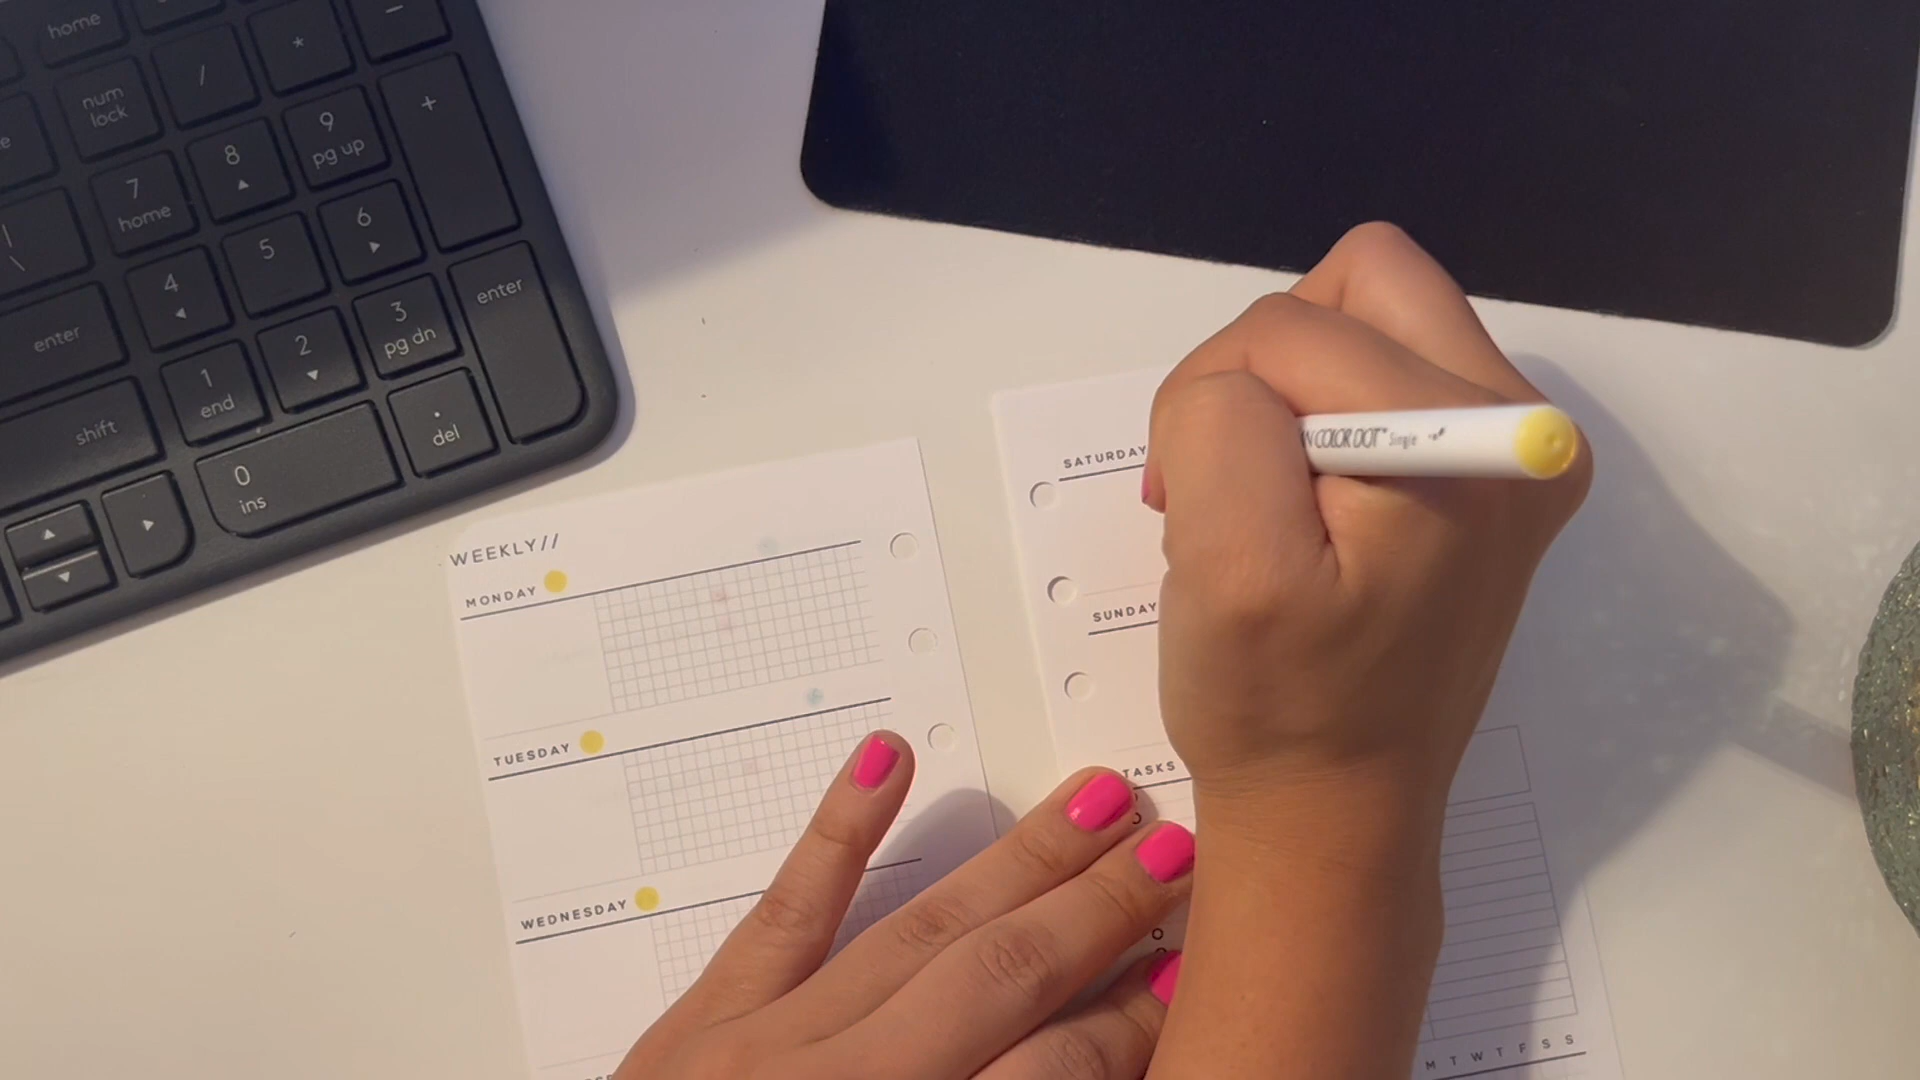 home
−
num lock
/
*
+
7 home
8
9 pg up
\
|
4
5
6
enter
1 end
2
3 pg dn
enter
shift
0 ins
. del
COLOR DOT™ Single
WEEKLY//
MONDAY
TUESDAY
WEDNESDAY
SATURDAY
SUNDAY
TASKS
M T W T F S S